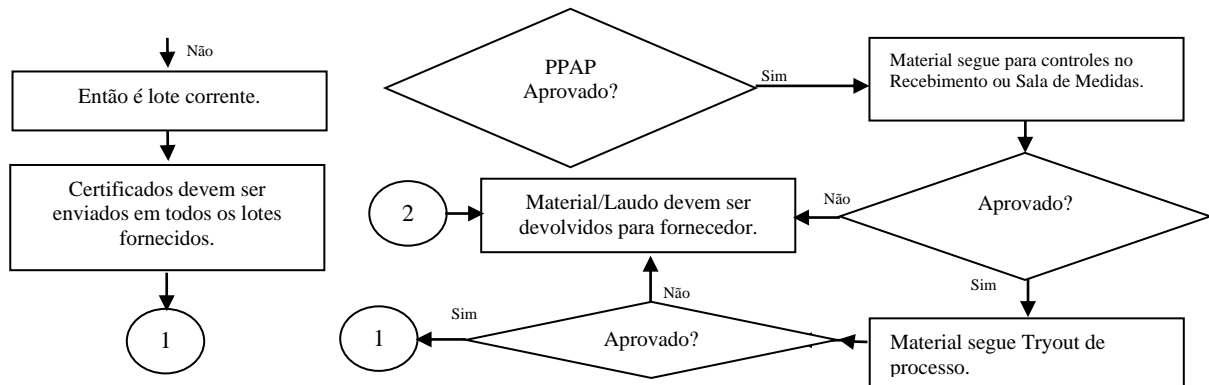 Não
Então é lote corrente.
Certificados devem ser
enviados em todos os lotes
fornecidos.
1
PPAP
Aprovado?
Sim
Material segue para controles no
Recebimento ou Sala de Medidas.
Aprovado?
Não
2
Material/Laudo devem ser
devolvidos para fornecedor.
Sim
Material segue Tryout de
processo.
Aprovado?
Não
Sim
1